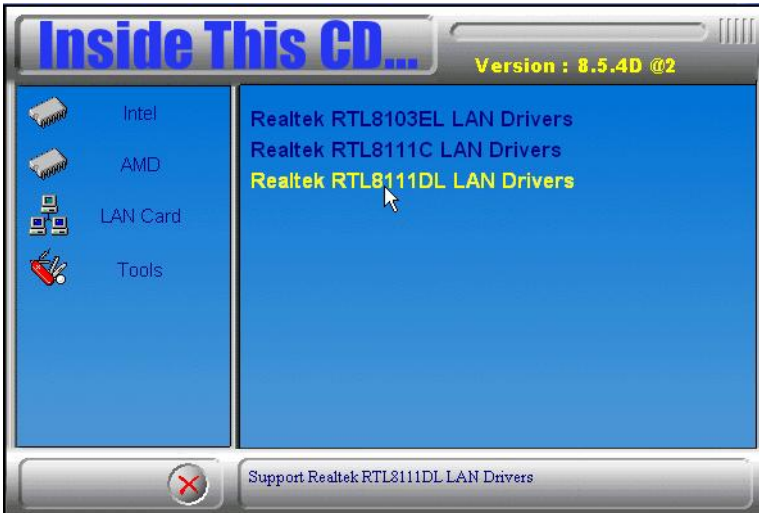 Inside This CD...
Version : 8.5.4D @2
Intel
AMD
LAN Card
Tools
Realtek RTL8103EL LAN Drivers
Realtek RTL8111C LAN Drivers
Realtek RTL8111DL LAN Drivers
Support Realtek RTL8111DL LAN Drivers